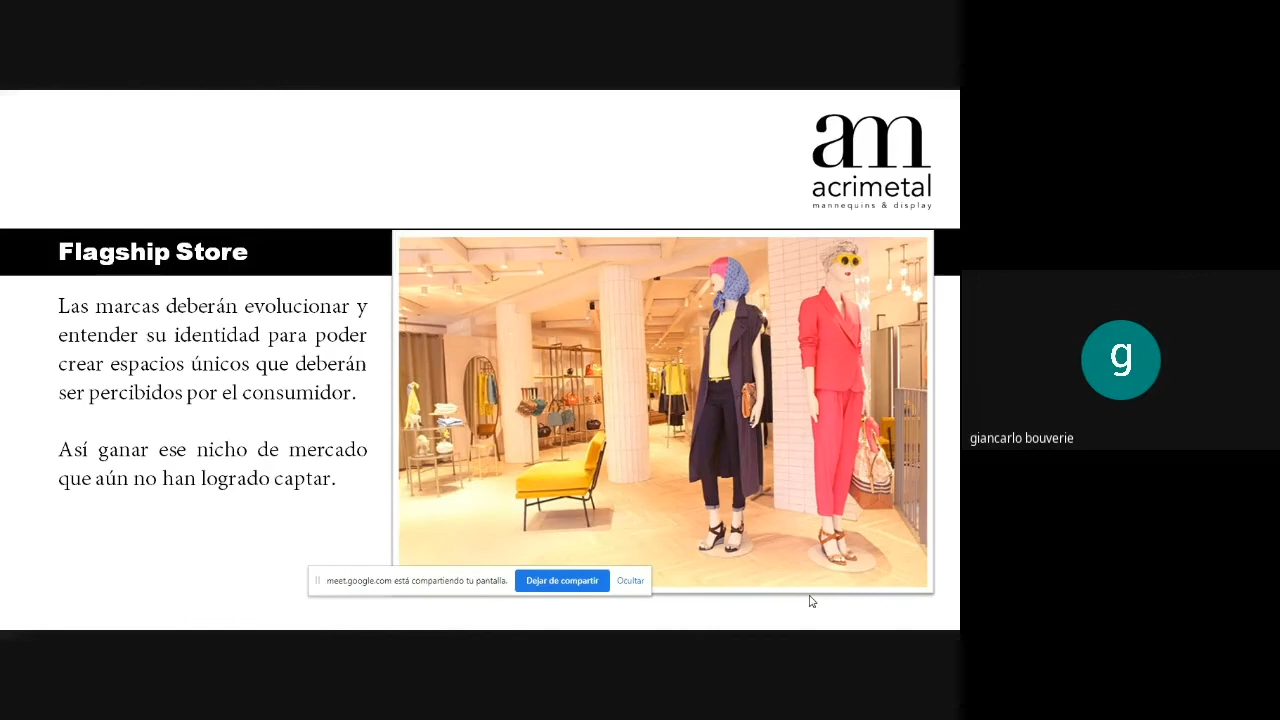 am
acrimetal
mannequins & display
Flagship Store
Las marcas deberán evolucionar y
entender su identidad para poder
crear espacios únicos que deberán
ser percibidos por el consumidor.
Así ganar ese nicho de mercado
que aún no han logrado captar.
meet.google.com está compartiendo tu pantalla.
Dejar de compartir
Ocultar
g
giancarlo bouverie